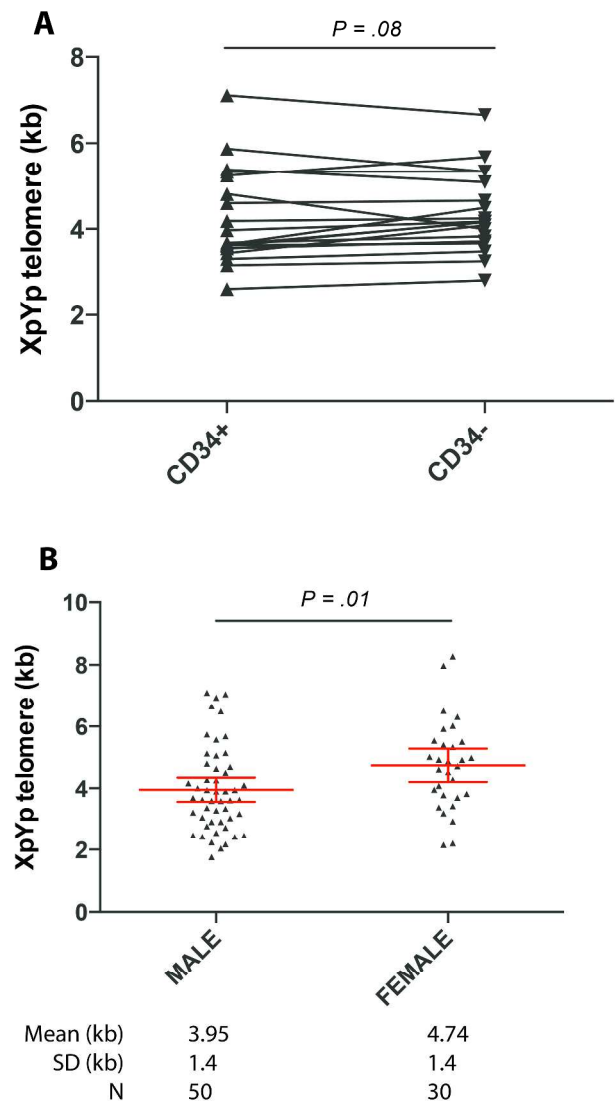 A
P = .08
XpYp telomere (kb)
8
6
4
2
0
CD34+
CD34-
B
P = .01
XpYp telomere (kb)
10
8
6
4
2
0
MALE
FEMALE
Mean (kb) 3.95 4.74
SD (kb) 1.4 1.4
N 50 30